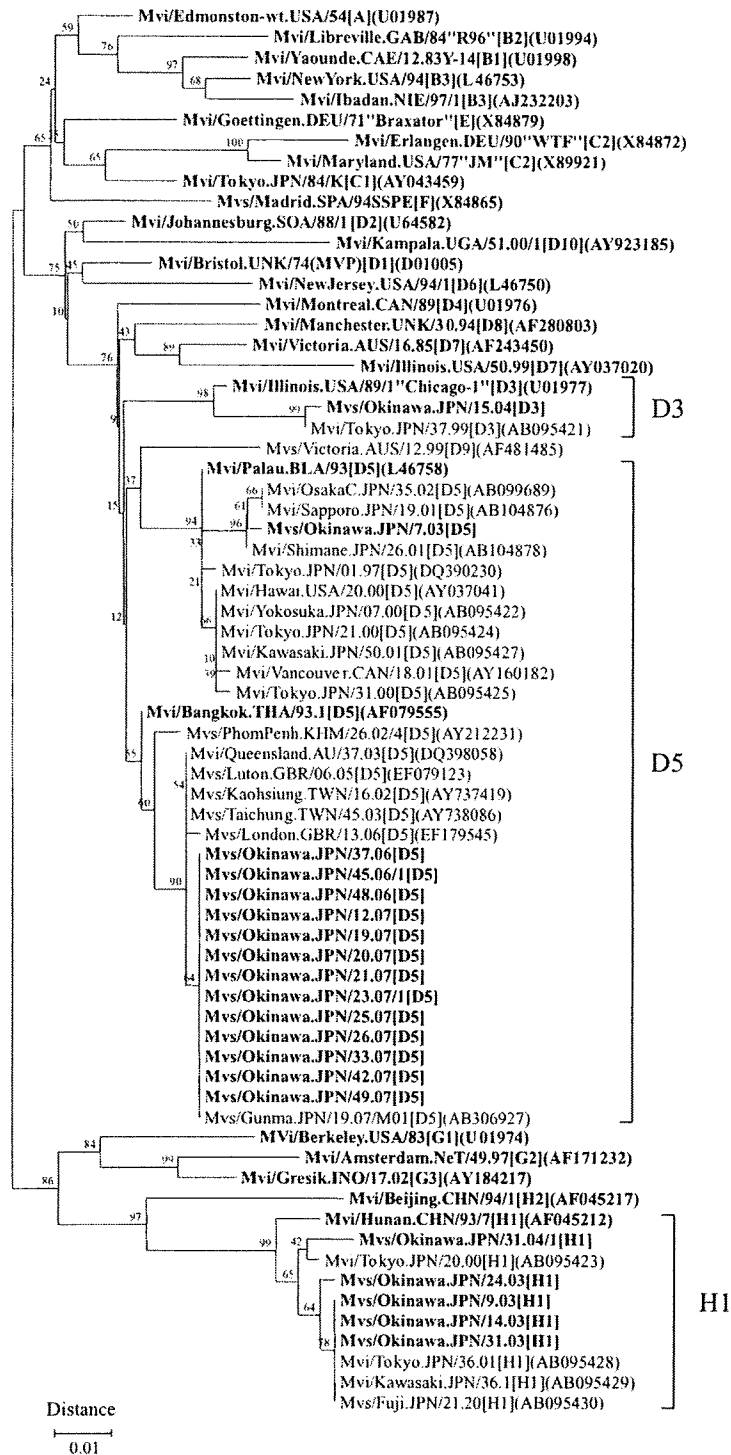 Mvi/Edmonston-wt.USA/54[A](U01987)
Mvi/Libreville.GAB/84"R96"[B2](U01994)
Mvi/Yaounde.CAE/12.83Y-14[B1](U01998)
Mvi/NewYork.USA/94[B3](L46753)
Mvi/Ibadan.NIE/97/1[B3](AJ232203)
Mvi/Goettingen.DEU/71"Braxator"[E](X84879)
Mvi/Erlangen.DEU/90"WTF"[C2](X84872)
Mvi/Maryland.USA/77"JM"[C2](X89921)
Mvi/Tokyo.JPN/84/K[C1](AY043459)
Mvs/Madrid.SPA/94SSPE[F](X84865)
Mvi/Johannesburg.SOA/88/1[D2](U64582)
Mvi/Kampala.UGA/51.00/1[D10](AY923185)
Mvi/Bristol.UNK/74(MVP)[D1](D01005)
Mvi/NewJersey.USA/94/1[D6](L46750)
Mvi/Montreal.CAN/89[D4](U01976)
Mvi/Manchester.UNK/30.94[D8](AF280803)
Mvi/Victoria.AUS/16.85[D7](AF243450)
Mvi/Illinois.USA/50.99[D7](AY037020)
Mvi/Illinois.USA/89/1"Chicago-1"[D3](U01977)
Mvs/Okinawa.JPN/15.04[D3]
Mvi/Tokyo.JPN/37.99[D3](AB095421)
D3
Mvs/Victoria.AUS/12.99[D9](AF481485)
Mvi/Palau.BLA/93[D5](L46758)
Mvi/OsakaC.JPN/35.02[D5](AB099689)
Mvi/Sapporo.JPN/19.01[D5](AB104876)
Mvs/Okinawa.JPN/7.03[D5]
Mvi/Shimane.JPN/26.01[D5](AB104878)
Mvi/Tokyo.JPN/01.97[D5](DQ390230)
Mvi/Hawai.USA/20.00[D5](AY037041)
Mvi/Yokosuka.JPN/07.00[D5](AB095422)
Mvi/Tokyo.JPN/21.00[D5](AB095424)
Mvi/Kawasaki.JPN/50.01[D5](AB095427)
Mvi/Vancouver.CAN/18.01[D5](AY160182)
Mvi/Tokyo.JPN/31.00[D5](AB095425)
Mvi/Bangkok.THA/93.1[D5](AF079555)
Mvs/PhomPenh.KHM/26.02/4[D5](AY212231)
Mvi/Queensland.AU/37.03[D5](DQ398058)
D5
Mvs/Luton.GBR/06.05[D5](EF079123)
Mvs/Kaohsiung.TWN/16.02[D5](AY737419)
Mvs/Taichung.TWN/45.03[D5](AY738086)
Mvs/London.GBR/13.06[D5](EF179545)
Mvs/Okinawa.JPN/37.06[D5]
Mvs/Okinawa.JPN/45.06/1[D5]
Mvs/Okinawa.JPN/48.06[D5]
Mvs/Okinawa.JPN/12.07[D5]
Mvs/Okinawa.JPN/19.07[D5]
Mvs/Okinawa.JPN/20.07[D5]
Mvs/Okinawa.JPN/21.07[D5]
Mvs/Okinawa.JPN/23.07/1[D5]
Mvs/Okinawa.JPN/25.07[D5]
Mvs/Okinawa.JPN/26.07[D5]
Mvs/Okinawa.JPN/33.07[D5]
Mvs/Okinawa.JPN/42.07[D5]
Mvs/Okinawa.JPN/49.07[D5]
Mvs/Gunma.JPN/19.07/M01[D5](AB306927)
MVi/Berkeley.USA/83[G1](U01974)
Mvi/Amsterdam.NeT/49.97[G2](AF171232)
Mvi/Gresik.INO/17.02[G3](AY184217)
Mvi/Beijing.CHN/94/1[H2](AF045217)
Mvi/Hunan.CHN/93/7[H1](AF045212)
Mvs/Okinawa.JPN/31.04/1[H1]
Mvi/Tokyo.JPN/20.00[H1](AB095423)
Mvs/Okinawa.JPN/24.03[H1]
Mvs/Okinawa.JPN/9.03[H1]
H1
Mvs/Okinawa.JPN/14.03[H1]
Mvs/Okinawa.JPN/31.03[H1]
Mvi/Tokyo.JPN/36.01[H1](AB095428)
Mvi/Kawasaki.JPN/36.1[H1](AB095429)
Mvs/Fuji.JPN/21.20[H1](AB095430)
59
76
97
68
24
65
100
65
50
75
45
10
43
89
76
98
99
9
15
37
66
61
94
96
33
21
66
10
39
12
55
60
54
90
64
84
99
86
97
99
42
65
64
78
Distance
0.01